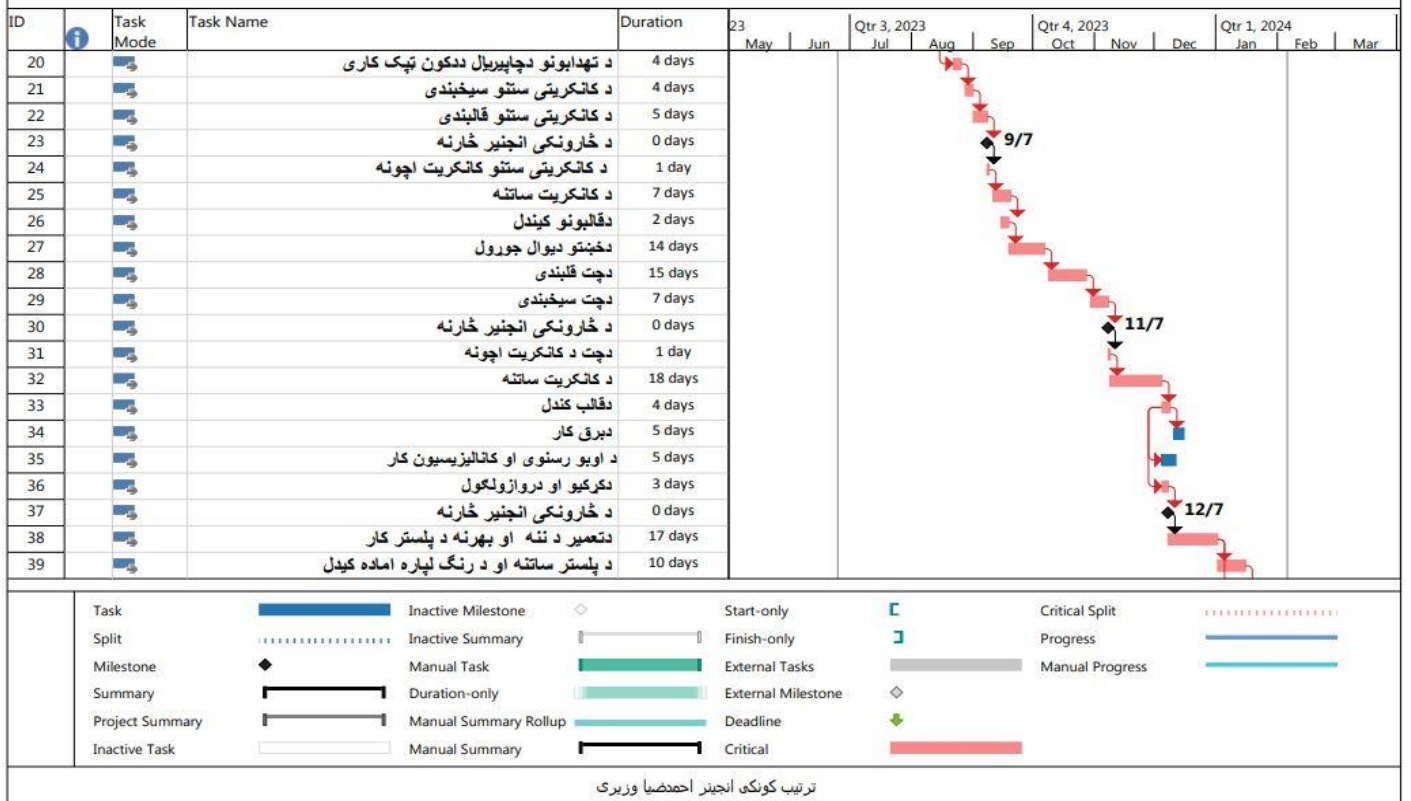 ID Task Mode Task Name Duration 23 Qtr 3, 2023 Qtr 4, 2023 Qtr 1, 2024
May Jun Jul Aug Sep Oct Nov Dec Jan Feb Mar
20 د تهدابونو دچاپیریال ددکون تپک کاری 4 days
21 د کانکریتی ستنو سیخبندی 4 days
22 د کانکریتی ستنو قالبندی 5 days
23 د څارونکی انجنیر څارنه 0 days 9/7
24 د کانکریتی ستنو کانکریت اچونه 1 day
25 د کانکریت ساتنه 7 days
26 دقالبونو کیندل 2 days
27 دخښتو دیوال جورول 14 days
28 دچت قلبندی 15 days
29 دچت سیخبندی 7 days
30 د څارونکی انجنیر څارنه 0 days 11/7
31 دچت د کانکریت اچونه 1 day
32 د کانکریت ساتنه 18 days
33 دقالب کندل 4 days
34 دبرق کار 5 days
35 د اوبو رسنوی او کانالیزیسیون کار 5 days
36 دکړکیو او دروازولګول 3 days
37 د څارونکی انجنیر څارنه 0 days 12/7
38 دتعمیر د ننه او بهرنه د پلستر کار 17 days
39 د پلستر ساتنه او د رنگ لپاره اماده کیدل 10 days
Task Inactive Milestone Start-only Critical Split
Split Inactive Summary Finish-only Progress
Milestone Manual Task External Tasks Manual Progress
Summary Duration-only External Milestone
Project Summary Manual Summary Rollup Deadline
Inactive Task Manual Summary Critical
ترتیب کونکی انجینر احمدضیا وزیری